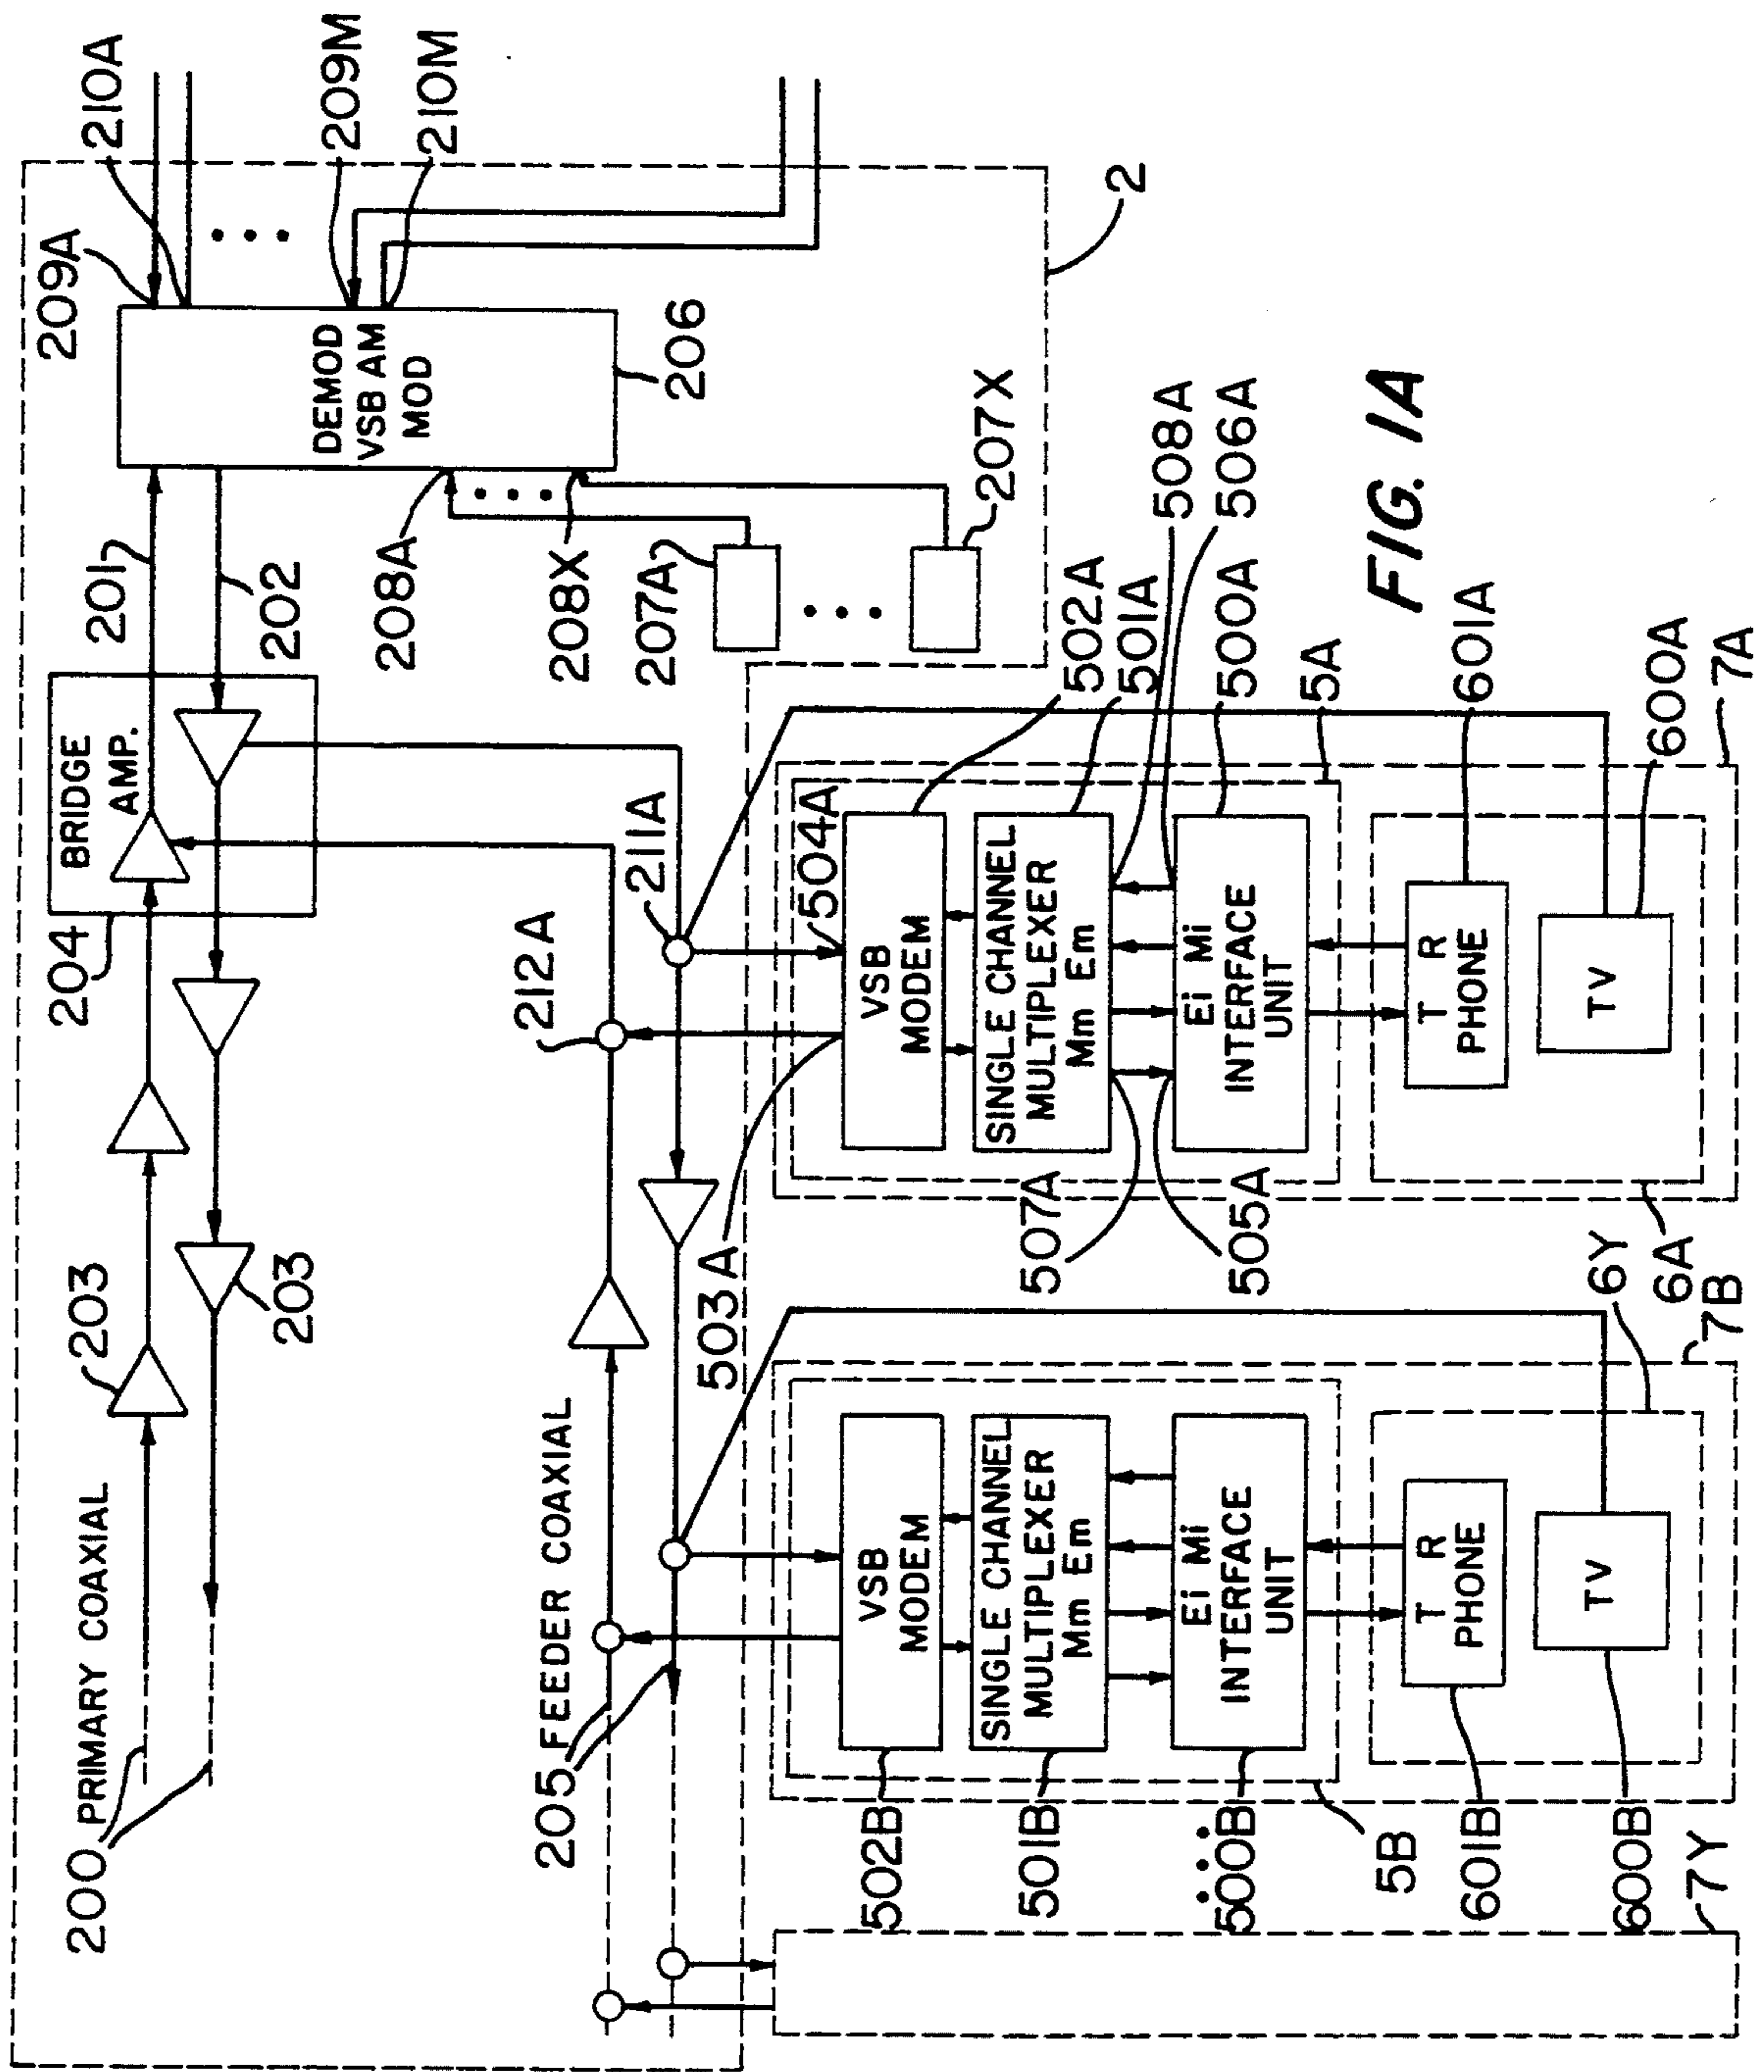 200 PRIMARY COAXIAL
203
203
204
BRIDGE
AMP.
201
202
209A
210A
209M
210M
DEMOD
VSB AM
MOD
206
208A
208X
207A
207X
2
205 FEEDER COAXIAL
212A
211A
503A
504A
VSB
MODEM
502A
SINGLE CHANNEL
MULTIPLEXER
Mm Em
501A
508A
506A
507A
505A
Ei Mi
INTERFACE
UNIT
500A
5A
T R
PHONE
601A
TV
600A
6A
7A
VSB
MODEM
502B
SINGLE CHANNEL
MULTIPLEXER
Mm Em
501B
Ei Mi
INTERFACE
UNIT
500B
5B
T R
PHONE
601B
TV
600B
6Y
7B
7Y
FIG. 1A